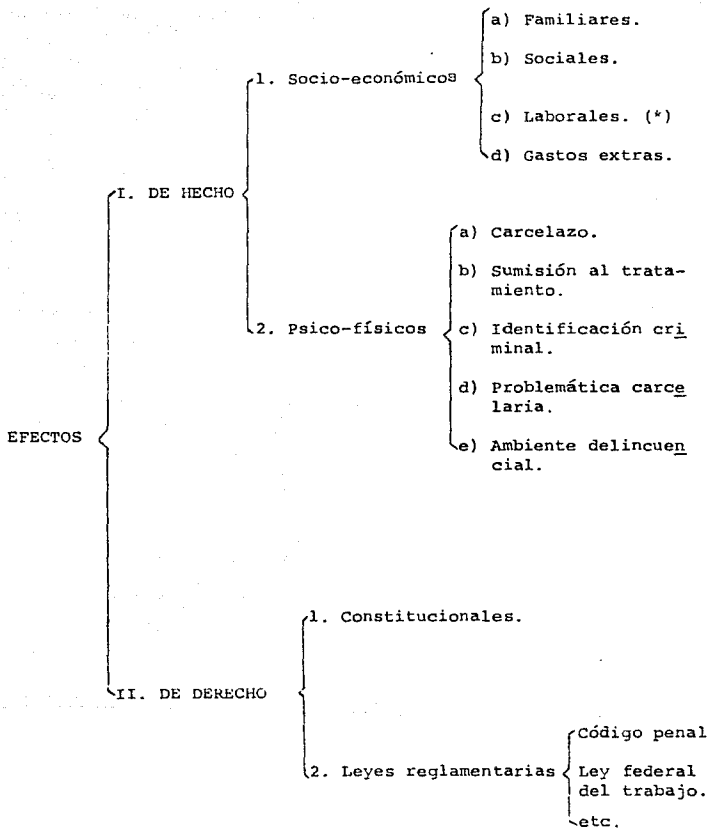 a) Familiares.
b) Sociales.
1. Socio-económicos
c) Laborales. (*)
d) Gastos extras.
I. DE HECHO
a) Carcelazo.
b) Sumisión al trata-
miento.
2. Psico-físicos
c) Identificación cri
minal.
d) Problemática carce
laria.
EFECTOS
e) Ambiente delincuen
cial.
1. Constitucionales.
II. DE DERECHO
Código penal
2. Leyes reglamentarias
Ley federal
del trabajo.
etc.